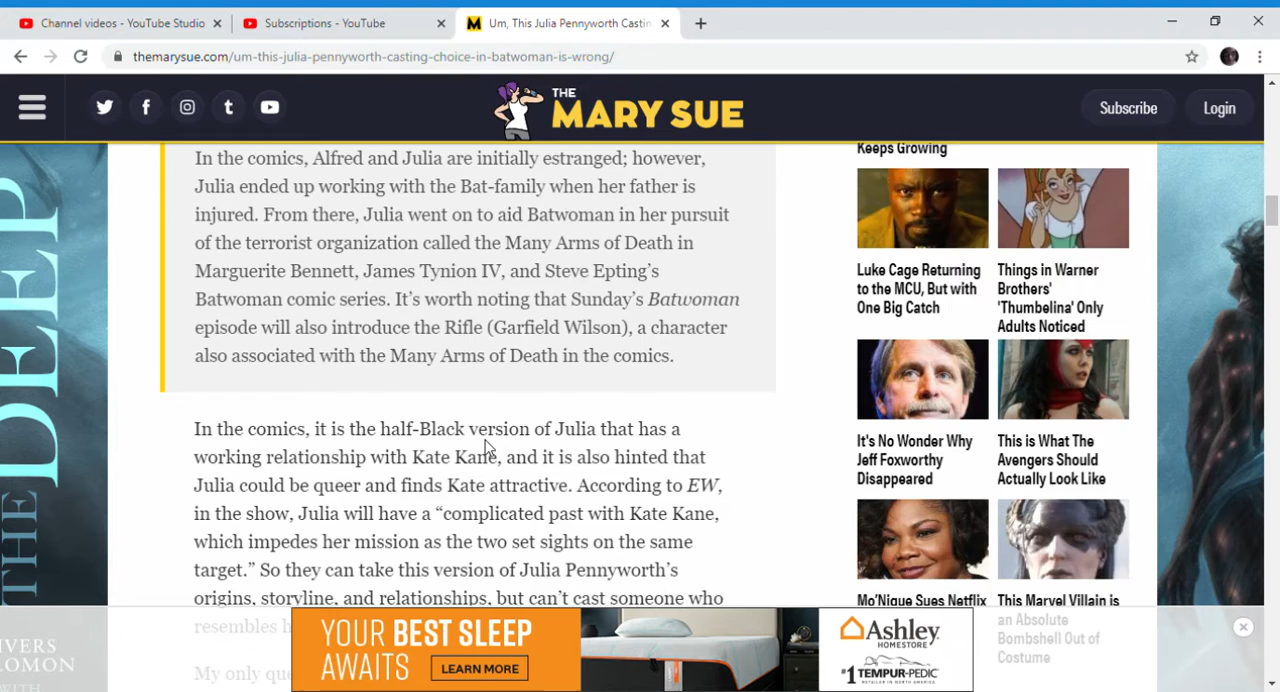 Channel videos - YouTube Studio
Subscriptions - YouTube
Um, This Julia Pennyworth Castin
themarysue.com/um-this-julia-pennyworth-casting-choice-in-batwoman-is-wrong/
THE
MARY SUE
Subscribe
Login
DEEP
THE
In the comics, Alfred and Julia are initially estranged; however,
Julia ended up working with the Bat-family when her father is
injured. From there, Julia went on to aid Batwoman in her pursuit
of the terrorist organization called the Many Arms of Death in
Marguerite Bennett, James Tynion IV, and Steve Epting's
Batwoman comic series. It's worth noting that Sunday's Batwoman
episode will also introduce the Rifle (Garfield Wilson), a character
also associated with the Many Arms of Death in the comics.
In the comics, it is the half-Black version of Julia that has a
working relationship with Kate Kane, and it is also hinted that
Julia could be queer and finds Kate attractive. According to EW,
in the show, Julia will have a “complicated past with Kate Kane,
which impedes her mission as the two set sights on the same
target.” So they can take this version of Julia Pennyworth's
origins, storyline, and relationships, but can't cast someone who
resembles h
My only que
Keeps Growing
Luke Cage Returning
to the MCU, But with
One Big Catch
Things in Warner
Brothers'
'Thumbelina' Only
Adults Noticed
It's No Wonder Why
Jeff Foxworthy
Disappeared
This is What The
Avengers Should
Actually Look Like
Mo'Nique Sues Netflix
This Marvel Villain is
an Absolute
Bombshell Out of
Costume
IVERS
LOMON
WITH
YOUR BEST SLEEP
AWAITS
LEARN MORE
Ashley
HOMESTORE
#1 TEMPUR-PEDIC
RETAILER IN NORTH AMERICA